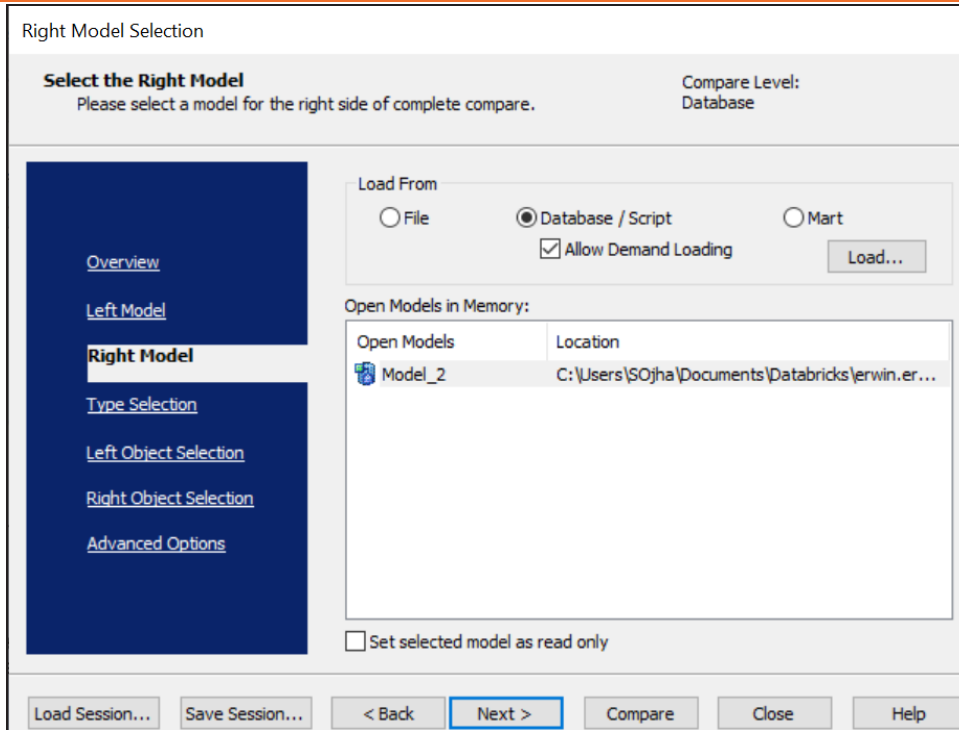 Right Model Selection
Select the Right Model
Please select a model for the right side of complete compare.
Compare Level:
Database
Overview
Left Model
Right Model
Type Selection
Left Object Selection
Right Object Selection
Advanced Options
Load From
File
Database / Script
Mart
Allow Demand Loading
Load...
Open Models in Memory:
Open Models Location
Model_2 C:\Users\SOjha\Documents\Databricks\erwin.er...
Set selected model as read only
Load Session... Save Session... < Back Next > Compare Close Help